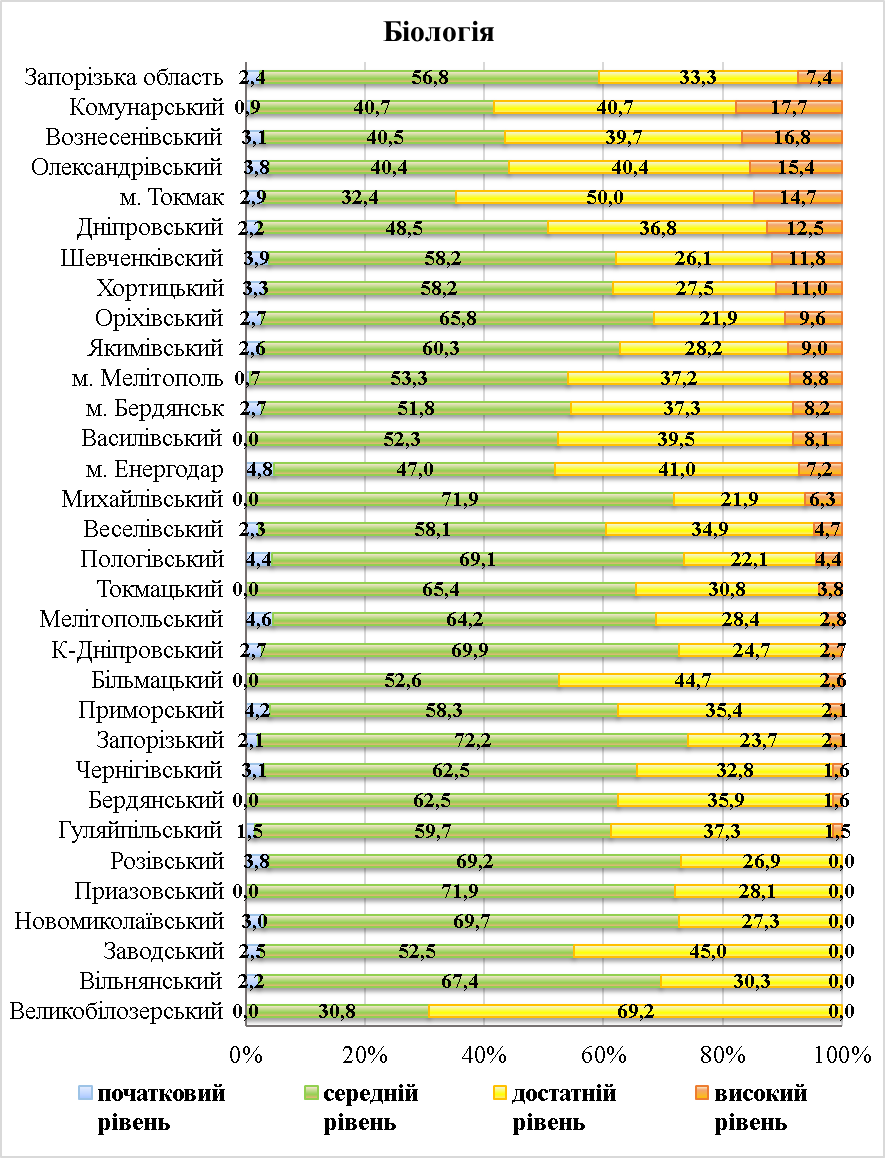 Біологія
Запорізька область 2,4 56,8 33,3 7,4
Комунарський 0,9 40,7 40,7 17,7
Вознесенівський 3,1 40,5 39,7 16,8
Олександрівський 3,8 40,4 40,4 15,4
м. Токмак 2,9 32,4 50,0 14,7
Дніпровський 2,2 48,5 36,8 12,5
Шевченківский 3,9 58,2 26,1 11,8
Хортицький 3,3 58,2 27,5 11,0
Оріхівський 2,7 65,8 21,9 9,6
Якимівський 2,6 60,3 28,2 9,0
м. Мелітополь 0,7 53,3 37,2 8,8
м. Бердянськ 2,7 51,8 37,3 8,2
Василівський 0,0 52,3 39,5 8,1
м. Енергодар 4,8 47,0 41,0 7,2
Михайлівський 0,0 71,9 21,9 6,3
Веселівський 2,3 58,1 34,9 4,7
Пологівський 4,4 69,1 22,1 4,4
Токмацький 0,0 65,4 30,8 3,8
Мелітопольський 4,6 64,2 28,4 2,8
К-Дніпровський 2,7 69,9 24,7 2,7
Більмацький 0,0 52,6 44,7 2,6
Приморський 4,2 58,3 35,4 2,1
Запорізький 2,1 72,2 23,7 2,1
Чернігівський 3,1 62,5 32,8 1,6
Бердянський 0,0 62,5 35,9 1,6
Гуляйпільський 1,5 59,7 37,3 1,5
Розівський 3,8 69,2 26,9 0,0
Приазовський 0,0 71,9 28,1 0,0
Новомиколаївський 3,0 69,7 27,3 0,0
Заводський 2,5 52,5 45,0 0,0
Вільнянський 2,2 67,4 30,3 0,0
Великобілозерський 0,0 30,8 69,2 0,0
0% 20% 40% 60% 80% 100%
початковий середній достатній високий
рівень рівень рівень рівень